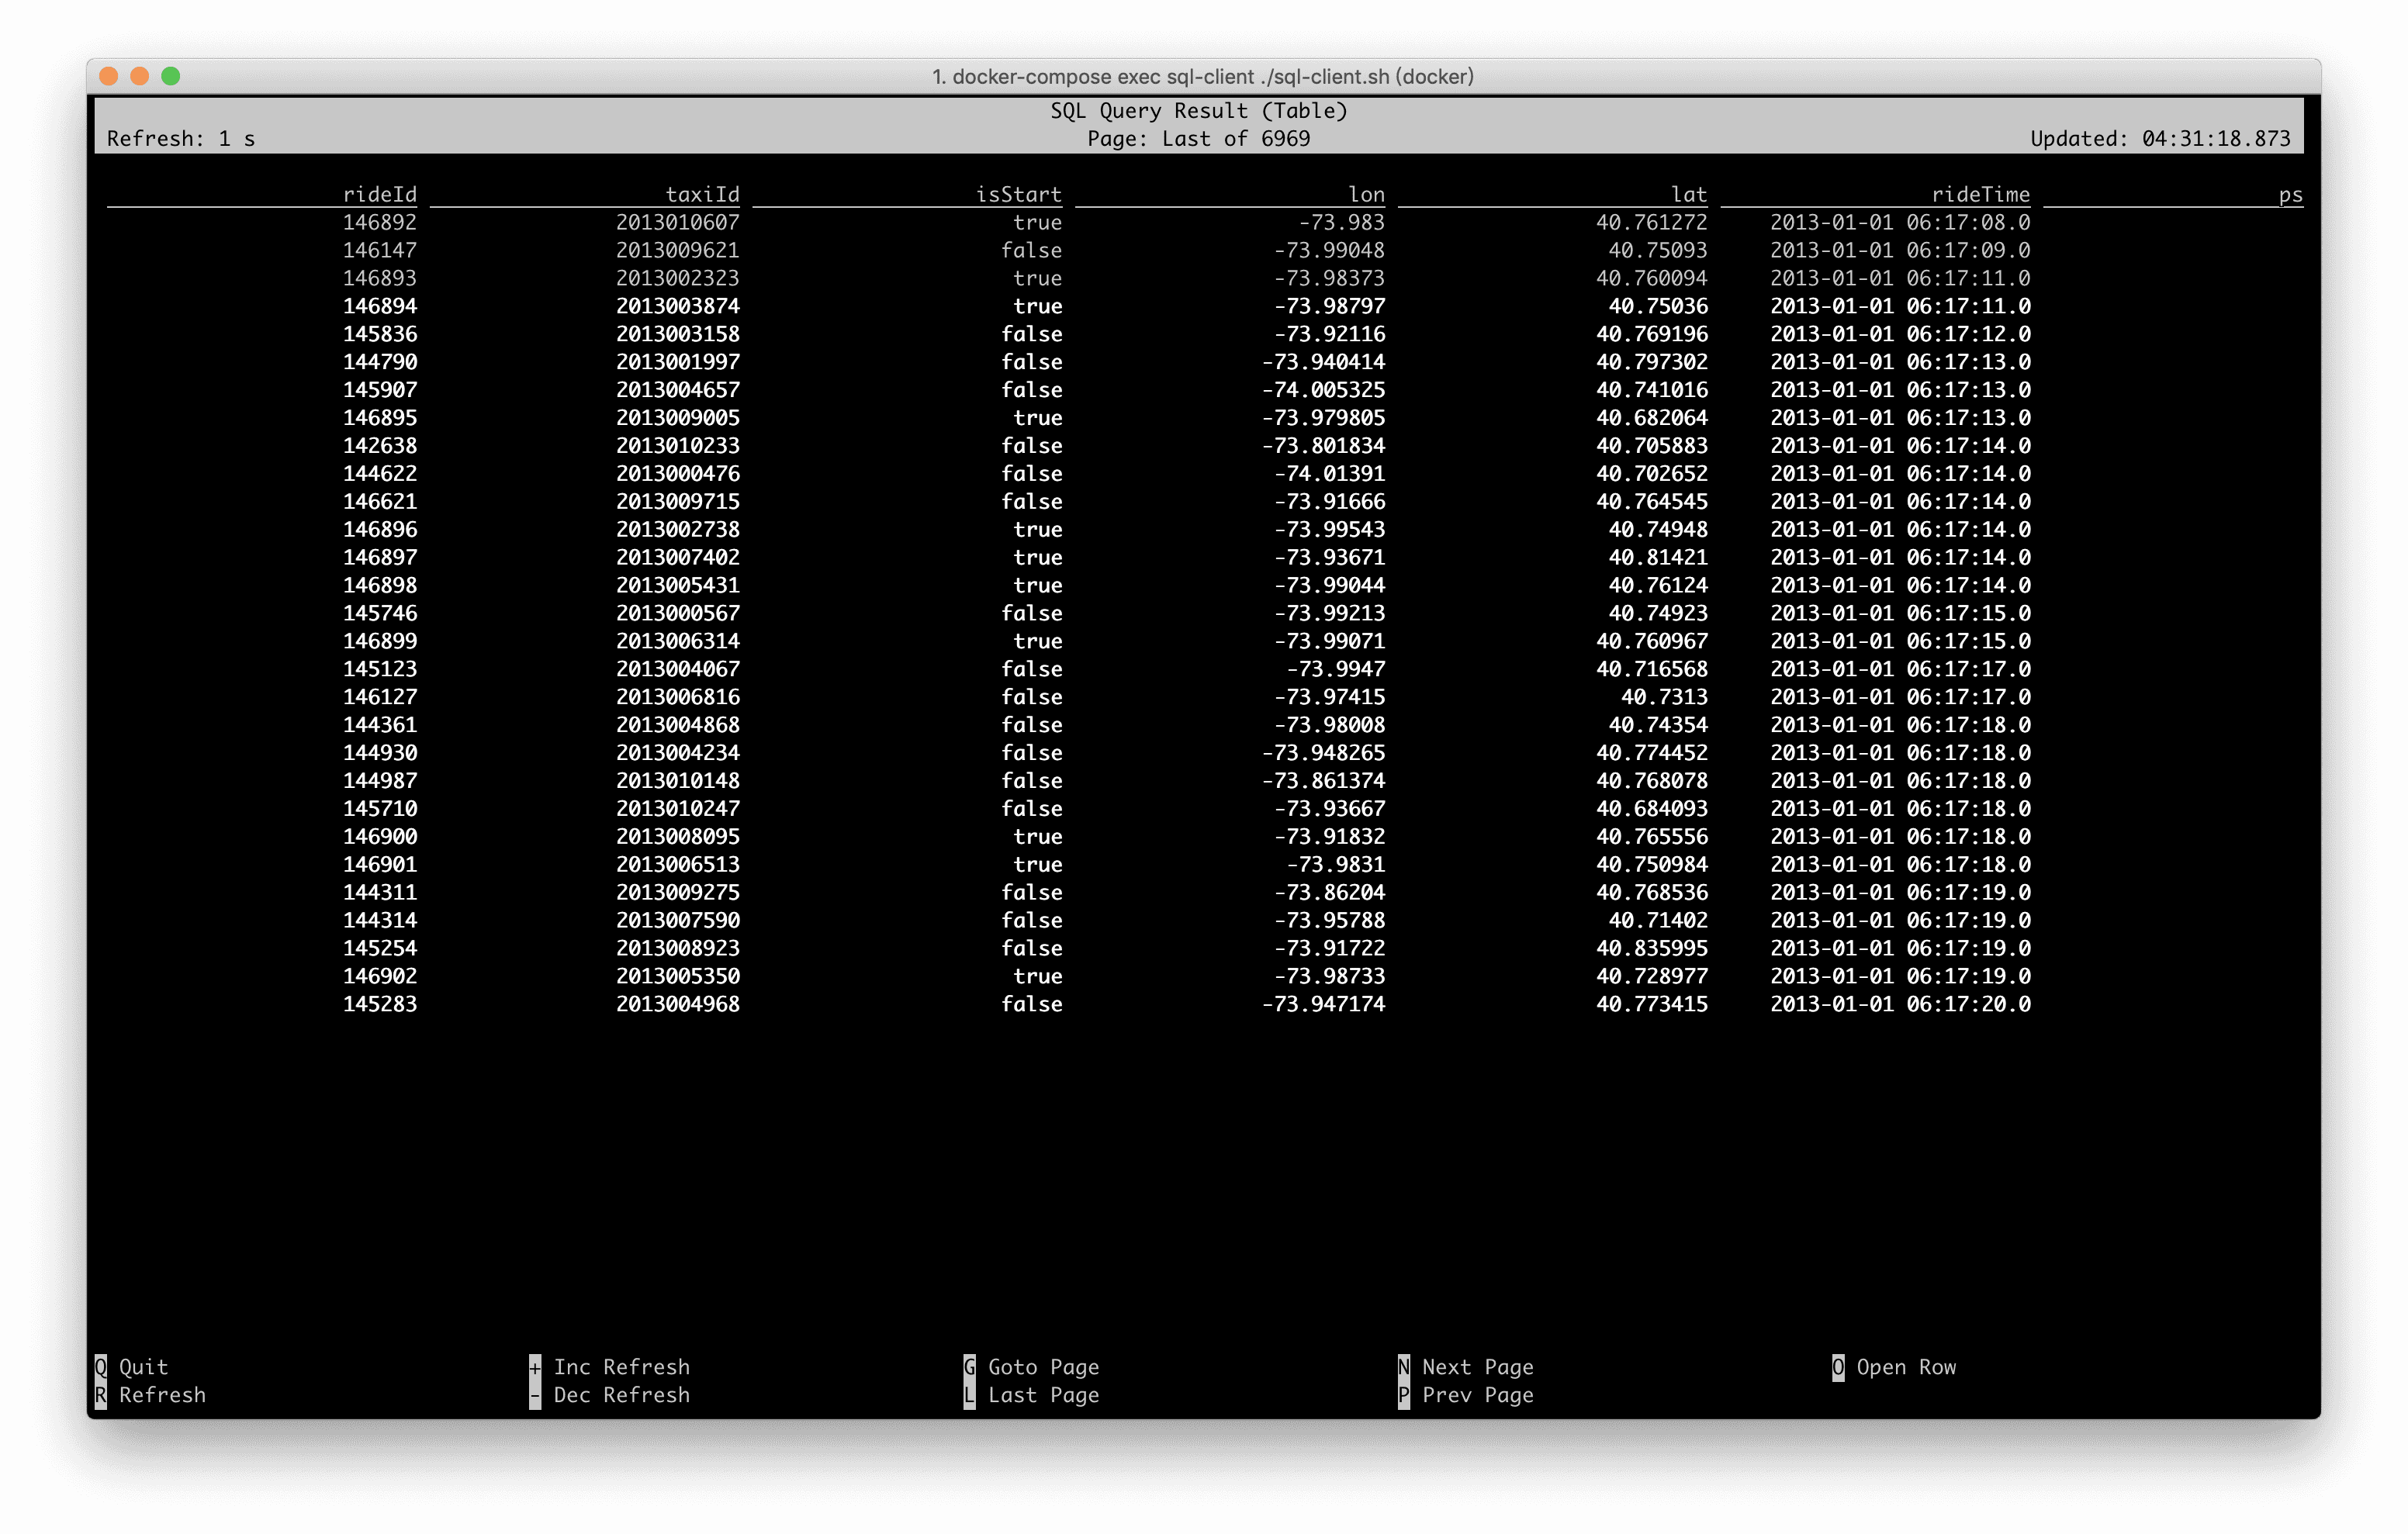 1. docker-compose exec sql-client ./sql-client.sh (docker)
SQL Query Result (Table)
Refresh: 1 s Page: Last of 6969 Updated: 04:31:18.873
rideId taxiId isStart lon lat rideTime ps
146892 2013010607 true -73.983 40.761272 2013-01-01 06:17:08.0
146147 2013009621 false -73.99048 40.75093 2013-01-01 06:17:09.0
146893 2013002323 true -73.98373 40.760094 2013-01-01 06:17:11.0
146894 2013003874 true -73.98797 40.75036 2013-01-01 06:17:11.0
145836 2013003158 false -73.92116 40.769196 2013-01-01 06:17:12.0
144790 2013001997 false -73.940414 40.797302 2013-01-01 06:17:13.0
145907 2013004657 false -74.005325 40.741016 2013-01-01 06:17:13.0
146895 2013009005 true -73.979805 40.682064 2013-01-01 06:17:13.0
142638 2013010233 false -73.801834 40.705883 2013-01-01 06:17:14.0
144622 2013000476 false -74.01391 40.702652 2013-01-01 06:17:14.0
146621 2013009715 false -73.91666 40.764545 2013-01-01 06:17:14.0
146896 2013002738 true -73.99543 40.74948 2013-01-01 06:17:14.0
146897 2013007402 true -73.93671 40.81421 2013-01-01 06:17:14.0
146898 2013005431 true -73.99044 40.76124 2013-01-01 06:17:14.0
145746 2013000567 false -73.99213 40.74923 2013-01-01 06:17:15.0
146899 2013006314 true -73.99071 40.760967 2013-01-01 06:17:15.0
145123 2013004067 false -73.9947 40.716568 2013-01-01 06:17:17.0
146127 2013006816 false -73.97415 40.7313 2013-01-01 06:17:17.0
144361 2013004868 false -73.98008 40.74354 2013-01-01 06:17:18.0
144930 2013004234 false -73.948265 40.774452 2013-01-01 06:17:18.0
144987 2013010148 false -73.861374 40.768078 2013-01-01 06:17:18.0
145710 2013010247 false -73.93667 40.684093 2013-01-01 06:17:18.0
146900 2013008095 true -73.91832 40.765556 2013-01-01 06:17:18.0
146901 2013006513 true -73.9831 40.750984 2013-01-01 06:17:18.0
144311 2013009275 false -73.86204 40.768536 2013-01-01 06:17:19.0
144314 2013007590 false -73.95788 40.71402 2013-01-01 06:17:19.0
145254 2013008923 false -73.91722 40.835995 2013-01-01 06:17:19.0
146902 2013005350 true -73.98733 40.728977 2013-01-01 06:17:19.0
145283 2013004968 false -73.947174 40.773415 2013-01-01 06:17:20.0
Q Quit + Inc Refresh G Goto Page N Next Page O Open Row
R Refresh - Dec Refresh L Last Page P Prev Page